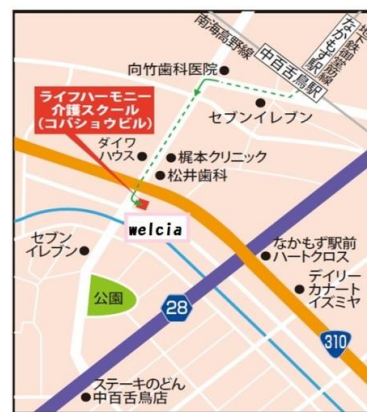 南海高野線
中百舌鳥駅
地下鉄御堂筋線
なかもず駅
向竹歯科医院
セブンイレブン
ライフハーモニー
介護スクール
(コバショウビル)
ダイワ
ハウス
梶本クリニック
松井歯科
welcia
セブン
イレブン
なかもず駅前
ハートクロス
公園
デイリー
カナート
イズミヤ
28
310
ステーキのどん
中百舌鳥店